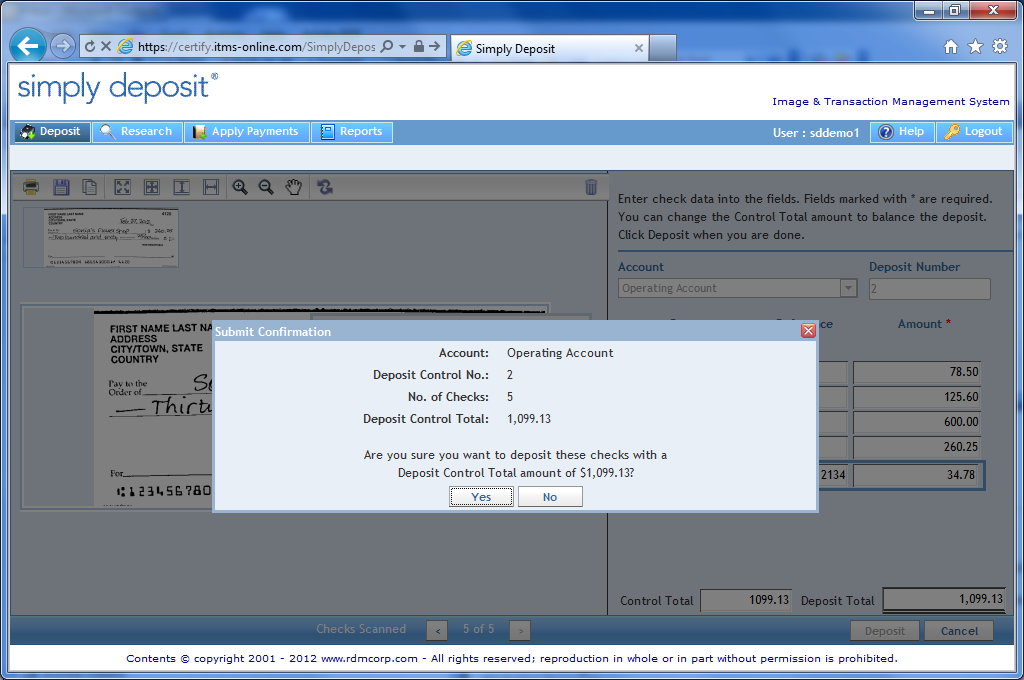 https://certify.itms-online.com/SimplyDepos
Simply Deposit
simply deposit®
Image & Transaction Management System
Deposit
Research
Apply Payments
Reports
User : sddemo1
Help
Logout
Enter check data into the fields. Fields marked with * are required.
You can change the Control Total amount to balance the deposit.
Click Deposit when you are done.
Account
Deposit Number
Operating Account
2
Amount *
78.50
125.60
600.00
260.25
2134
34.78
FIRST NAME LAST NA
ADDRESS
CITY/TOWN, STATE
COUNTRY
Pay to the
Order of
Thirt
For
Submit Confirmation
Account: Operating Account
Deposit Control No.: 2
No. of Checks: 5
Deposit Control Total: 1,099.13
Are you sure you want to deposit these checks with a
Deposit Control Total amount of $1,099.13?
Yes
No
Control Total 1099.13 Deposit Total 1,099.13
Checks Scanned < 5 of 5 >
Deposit
Cancel
Contents © copyright 2001 - 2012 www.rdmcorp.com - All rights reserved; reproduction in whole or in part without permission is prohibited.